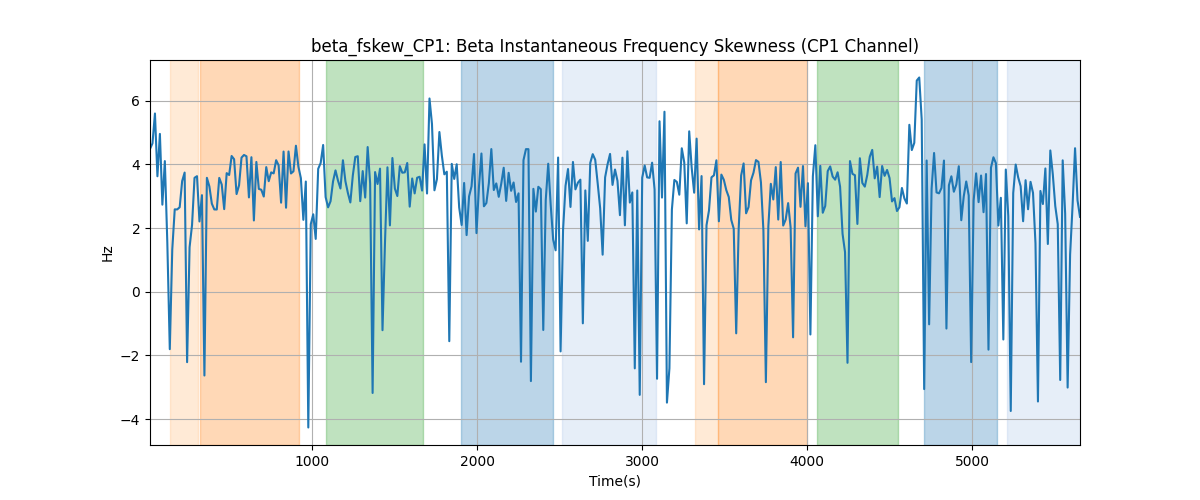 beta_fskew_CP1: Beta Instantaneous Frequency Skewness (CP1 Channel)
Hz
6
4
2
0
−2
−4
1000 2000 3000 4000 5000
Time(s)